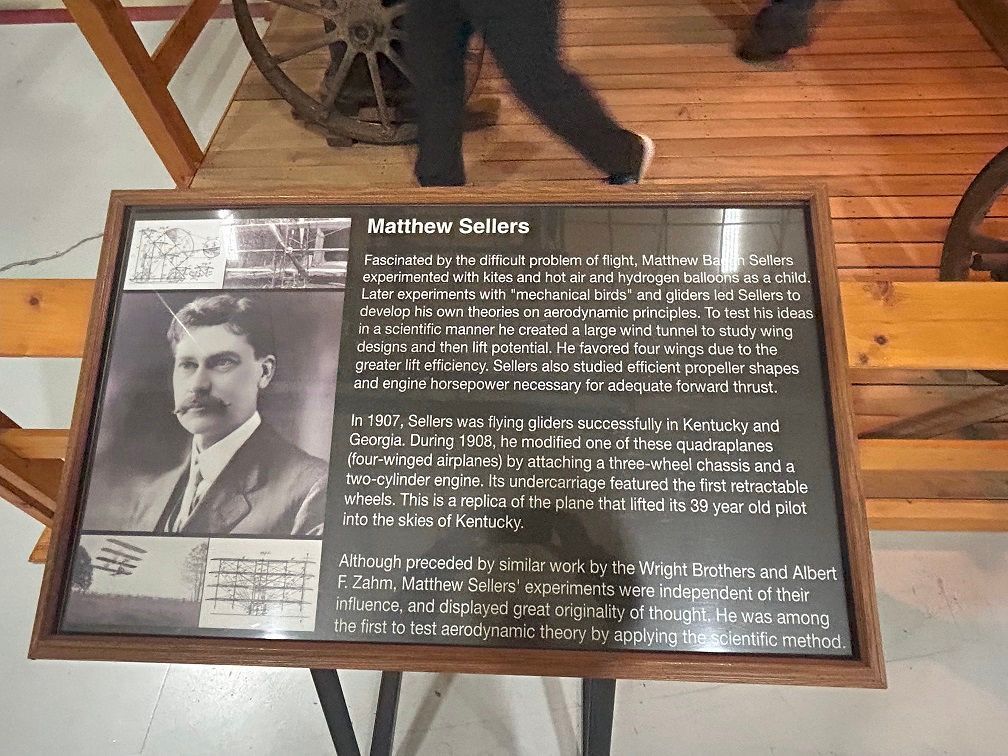 Matthew Sellers
Fascinated by the difficult problem of flight, Matthew Bacon Sellers
experimented with kites and hot air and hydrogen balloons as a child.
Later experiments with "mechanical birds" and gliders led Sellers to
develop his own theories on aerodynamic principles. To test his ideas
in a scientific manner he created a large wind tunnel to study wing
designs and then lift potential. He favored four wings due to the
greater lift efficiency. Sellers also studied efficient propeller shapes
and engine horsepower necessary for adequate forward thrust.
In 1907, Sellers was flying gliders successfully in Kentucky and
Georgia. During 1908, he modified one of these quadraplanes
(four-winged airplanes) by attaching a three-wheel chassis and a
two-cylinder engine. Its undercarriage featured the first retractable
wheels. This is a replica of the plane that lifted its 39 year old pilot
into the skies of Kentucky.
Although preceded by similar work by the Wright Brothers and Albert
F. Zahm, Matthew Sellers' experiments were independent of their
influence, and displayed great originality of thought. He was among
the first to test aerodynamic theory by applying the scientific method.